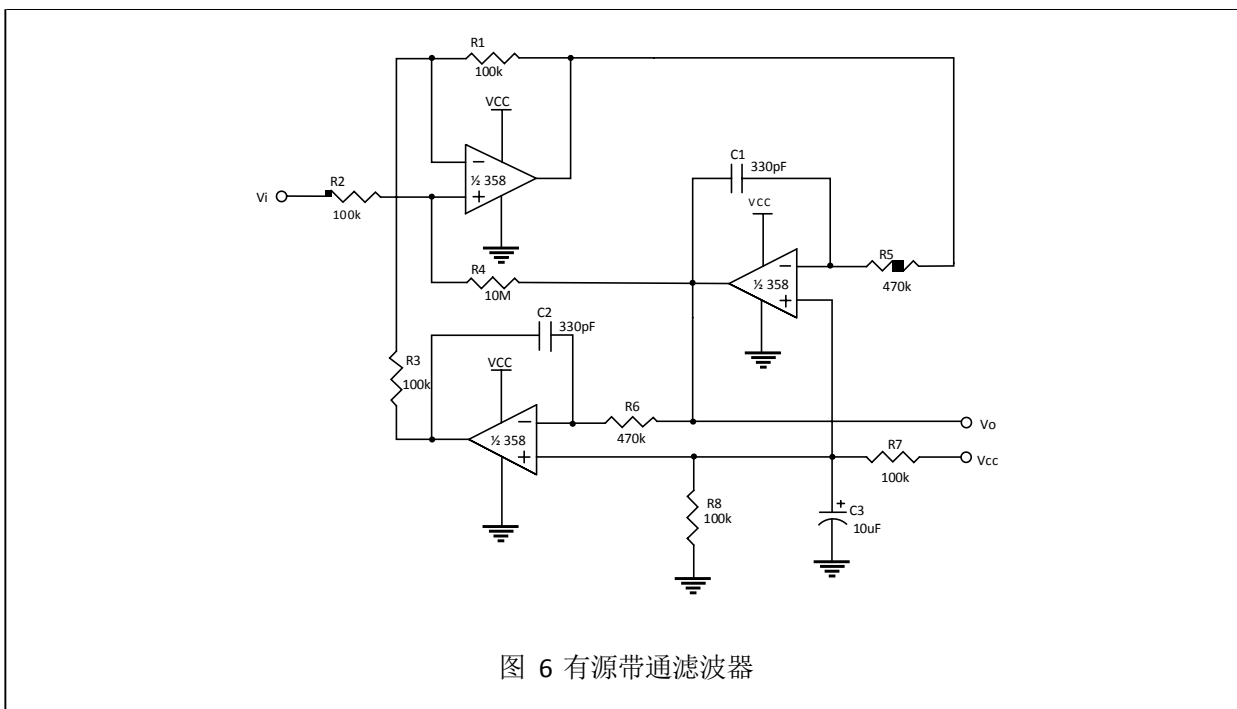 R1
100k
VCC
½ 358
Vi
R2
100k
C1
330pF
VCC
R5
470k
½ 358
R4
10M
C2
330pF
R3
100k
VCC
½ 358
R6
470k
Vo
R7
100k
Vcc
R8
100k
C3
10uF
图 6 有源带通滤波器